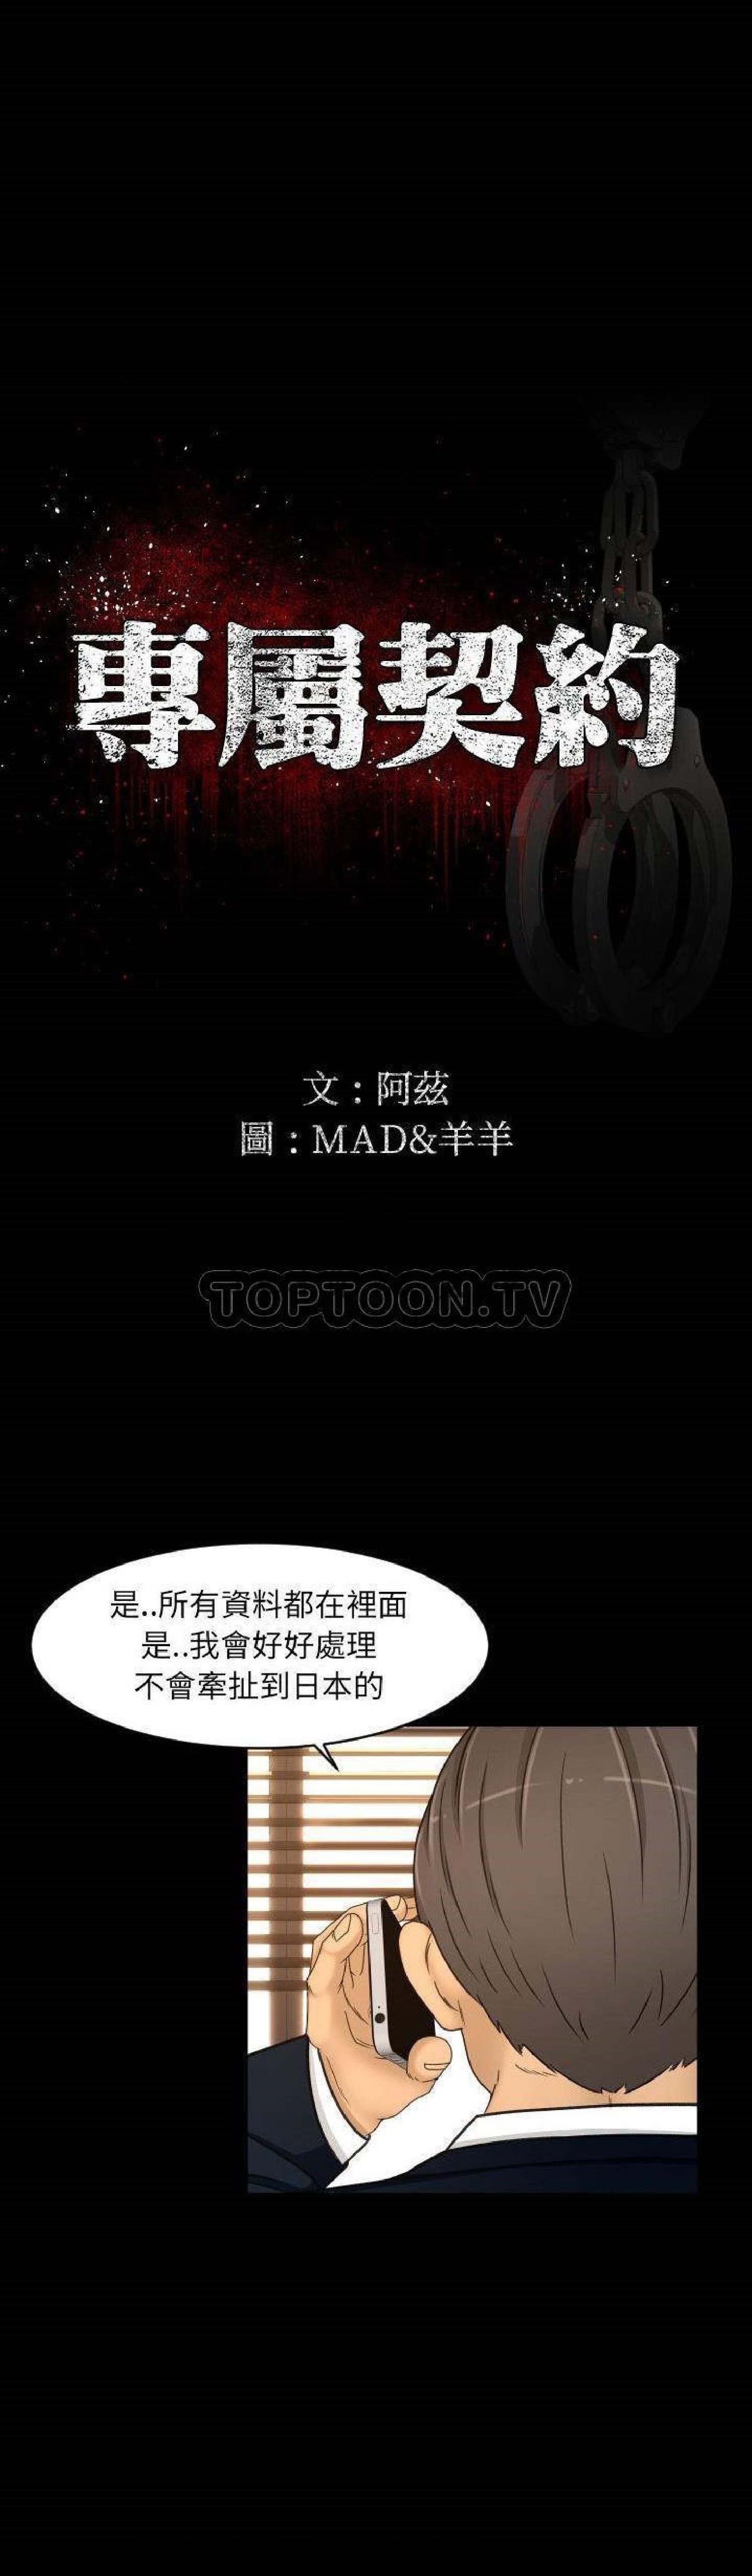 專屬契約
文：阿茲
圖：MAD&羊羊
TOPTOON.TV
是..所有資料都在裡面
是..我會好好處理
不會牽扯到日本的